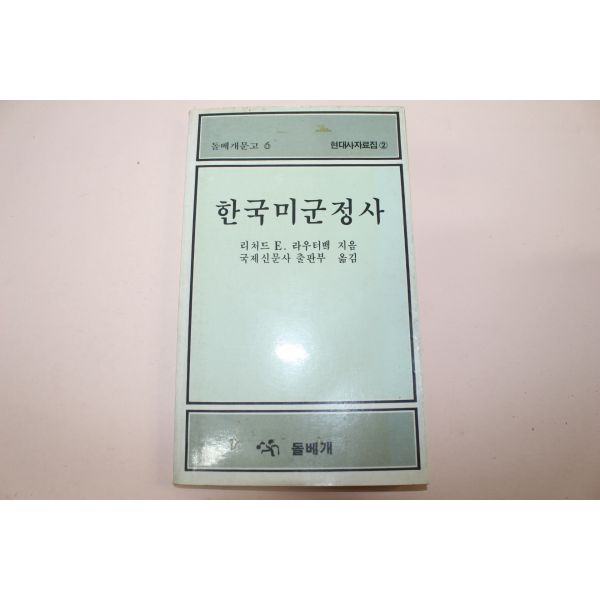 돌베개문고 6 현대사자료집②
한국미군정사
리처드 E. 라우터백 지음
국제신문사 출판부 옮김
돌베개